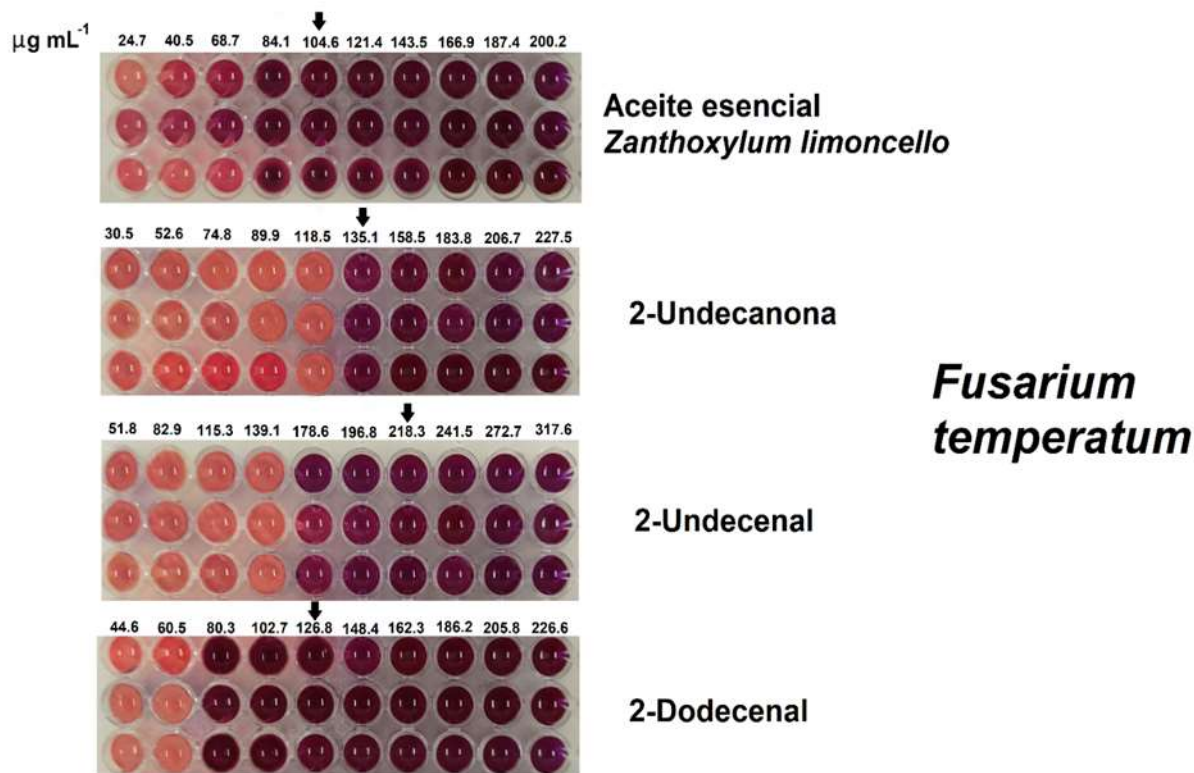 µg mL-1
24.7 40.5 68.7 84.1 104.6 121.4 143.5 166.9 187.4 200.2
Aceite esencial
Zanthoxylum limoncello
30.5 52.6 74.8 89.9 118.5 135.1 158.5 183.8 206.7 227.5
2-Undecanona
Fusarium
temperatum
51.8 82.9 115.3 139.1 178.6 196.8 218.3 241.5 272.7 317.6
2-Undecenal
44.6 60.5 80.3 102.7 126.8 148.4 162.3 186.2 205.8 226.6
2-Dodecenal